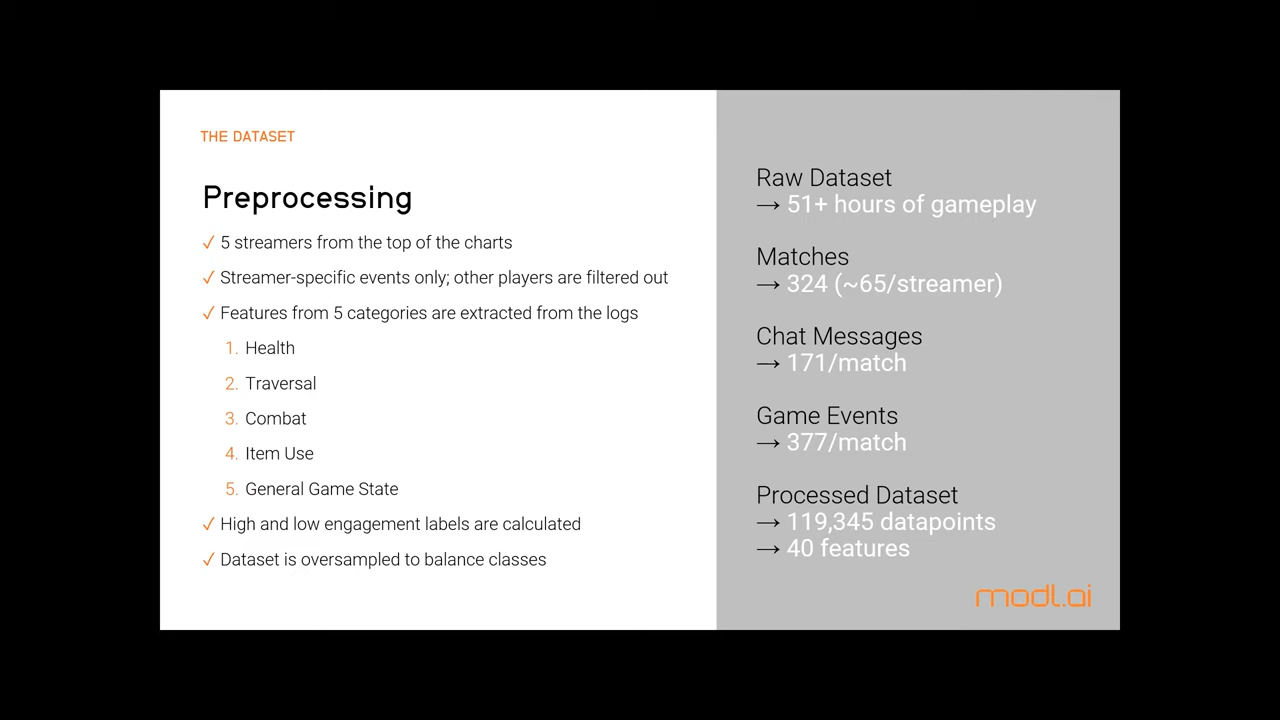 THE DATASET
Preprocessing
✓ 5 streamers from the top of the charts
✓ Streamer-specific events only; other players are filtered out
✓ Features from 5 categories are extracted from the logs
1. Health
2. Traversal
3. Combat
4. Item Use
5. General Game State
✓ High and low engagement labels are calculated
✓ Dataset is oversampled to balance classes
Raw Dataset
→ 51+ hours of gameplay
Matches
→ 324 (~65/streamer)
Chat Messages
→ 171/match
Game Events
→ 377/match
Processed Dataset
→ 119,345 datapoints
→ 40 features
modl.ai